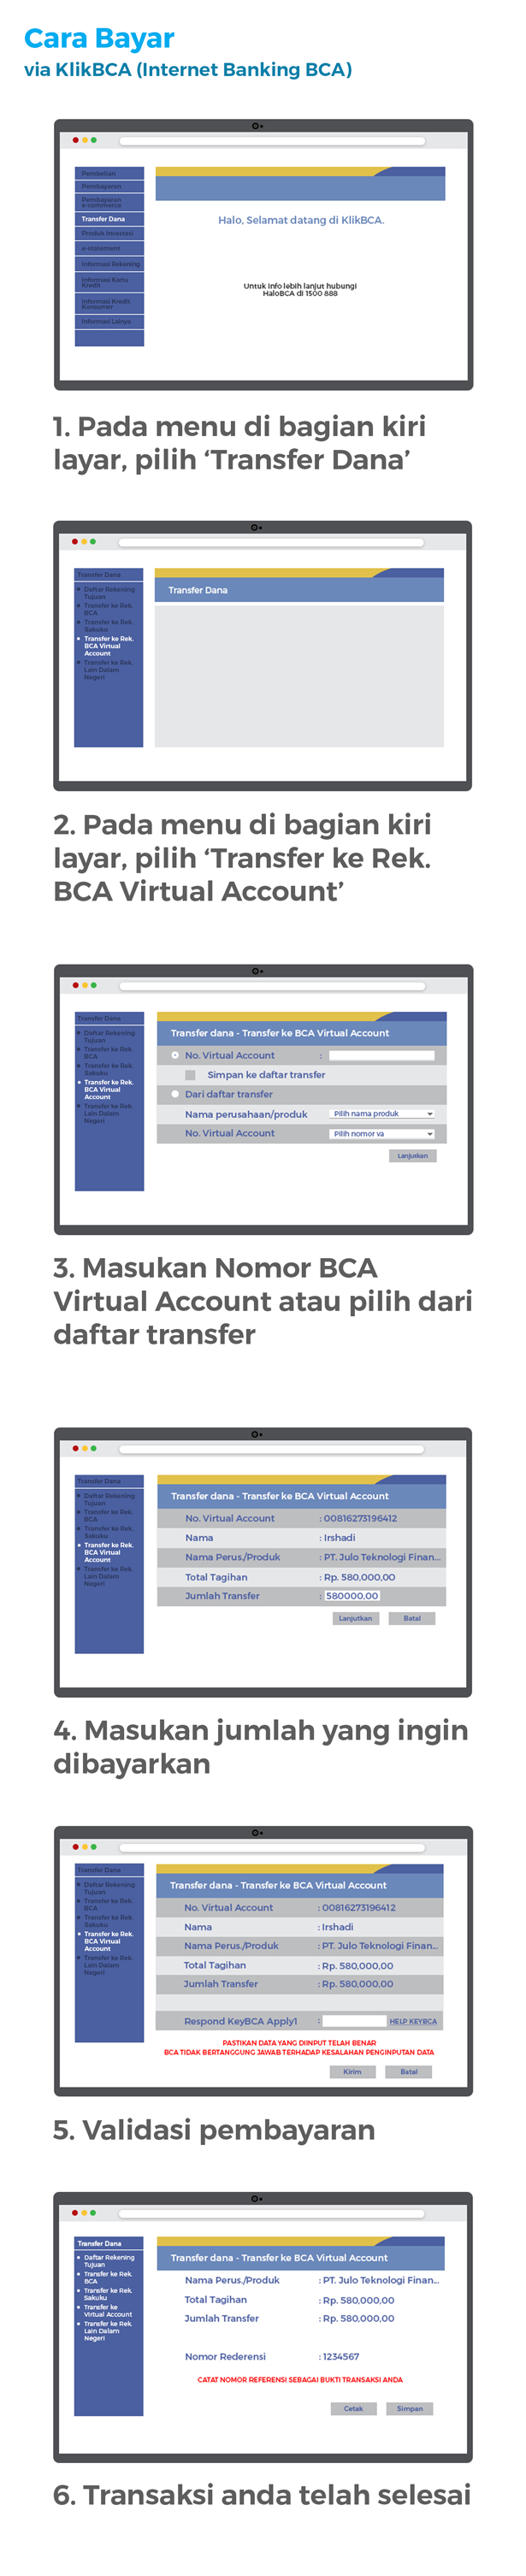 Cara Bayar
via KlikBCA (Internet Banking BCA)
Pembelian
Pembayaran
Pembayaran
e-commerce
Transfer Dana
Produk Investasi
e-statement
Informasi Rekening
Informasi Kartu
Kredit
Informasi Kredit
Konsumer
Informasi Lainya
Halo, Selamat datang di KlikBCA.
Untuk info lebih lanjut hubungi
HaloBCA di 1500 888
1. Pada menu di bagian kiri
layar, pilih ‘Transfer Dana’
Transfer Dana
Daftar Rekening
Tujuan
Transfer ke Rek.
BCA
Transfer ke Rek.
Sakuku
Transfer ke Rek.
BCA Virtual
Account
Transfer ke Rek.
Lain Dalam
Negeri
Transfer Dana
2. Pada menu di bagian kiri
layar, pilih ‘Transfer ke Rek.
BCA Virtual Account’
Transfer Dana
Daftar Rekening
Tujuan
Transfer ke Rek.
BCA
Transfer ke Rek.
Sakuku
Transfer ke Rek.
BCA Virtual
Account
Transfer ke Rek.
Lain Dalam
Negeri
Transfer dana - Transfer ke BCA Virtual Account
No. Virtual Account :
Simpan ke daftar transfer
Dari daftar transfer
Nama perusahaan/produk Pilih nama produk
No. Virtual Account Pilih nomor va
Lanjutkan
3. Masukan Nomor BCA
Virtual Account atau pilih dari
daftar transfer
Transfer Dana
Daftar Rekening
Tujuan
Transfer ke Rek.
BCA
Transfer ke Rek.
Sakuku
Transfer ke Rek.
BCA Virtual
Account
Transfer ke Rek.
Lain Dalam
Negeri
Transfer dana - Transfer ke BCA Virtual Account
No. Virtual Account : 00816273196412
Nama : Irshadi
Nama Perus./Produk : PT. Julo Teknologi Finan...
Total Tagihan : Rp. 580,000,00
Jumlah Transfer : 580000,00
Lanjutkan Batal
4. Masukan jumlah yang ingin
dibayarkan
Transfer Dana
Daftar Rekening
Tujuan
Transfer ke Rek.
BCA
Transfer ke Rek.
Sakuku
Transfer ke Rek.
BCA Virtual
Account
Transfer ke Rek.
Lain Dalam
Negeri
Transfer dana - Transfer ke BCA Virtual Account
No. Virtual Account : 00816273196412
Nama : Irshadi
Nama Perus./Produk : PT. Julo Teknologi Finan...
Total Tagihan : Rp. 580,000,00
Jumlah Transfer : Rp. 580,000,00
Respond KeyBCA Apply1 : HELP KEYBCA
PASTIKAN DATA YANG DIINPUT TELAH BENAR
BCA TIDAK BERTANGGUNG JAWAB TERHADAP KESALAHAN PENGINPUTAN DATA
Kirim Batal
5. Validasi pembayaran
Transfer Dana
Daftar Rekening
Tujuan
Transfer ke Rek.
BCA
Transfer ke Rek.
Sakuku
Transfer ke
Virtual Account
Transfer ke Rek.
Lain Dalam
Negeri
Transfer dana - Transfer ke BCA Virtual Account
Nama Perus./Produk : PT. Julo Teknologi Finan...
Total Tagihan : Rp. 580,000,00
Jumlah Transfer : Rp. 580,000,00
Nomor Rederensi : 1234567
CATAT NOMOR REFERENSI SEBAGAI BUKTI TRANSAKSI ANDA
Cetak Simpan
6. Transaksi anda telah selesai